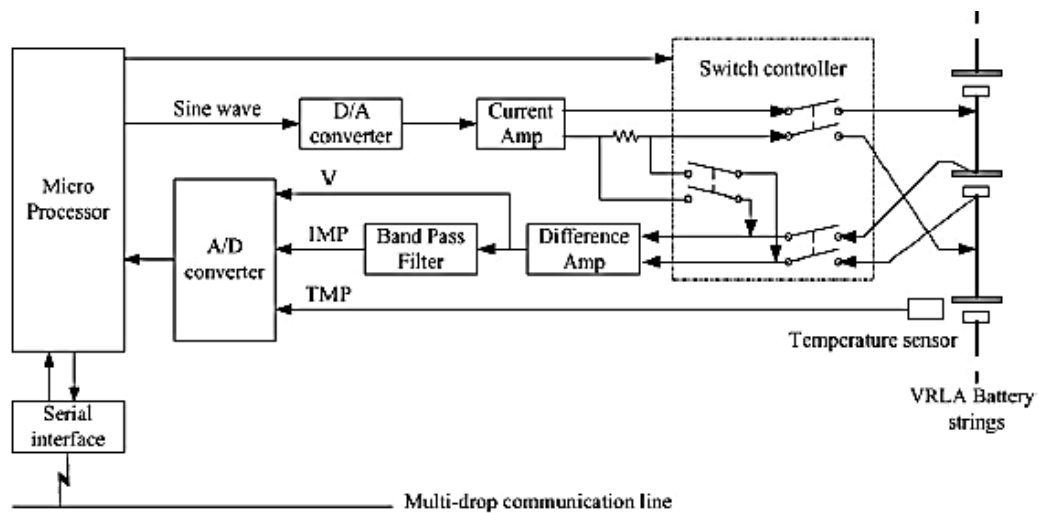 Switch controller
Sine wave
D/A
converter
Current
Amp
Micro
Processor
V
A/D
converter
IMP
Band Pass
Filter
Difference
Amp
TMP
Temperature sensor
VRLA Battery
strings
Serial
interface
Multi-drop communication line